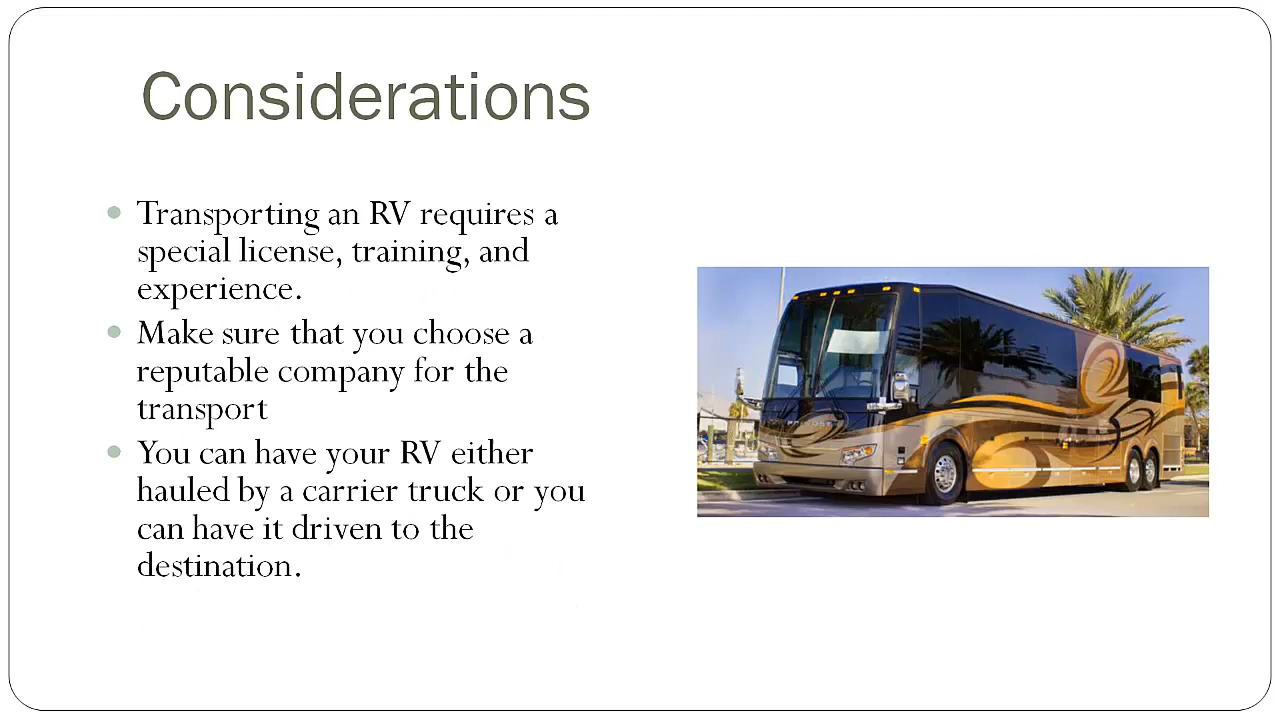 Considerations
Transporting an RV requires a
special license, training, and
experience.
Make sure that you choose a
reputable company for the
transport
You can have your RV either
hauled by a carrier truck or you
can have it driven to the
destination.
PREVOST